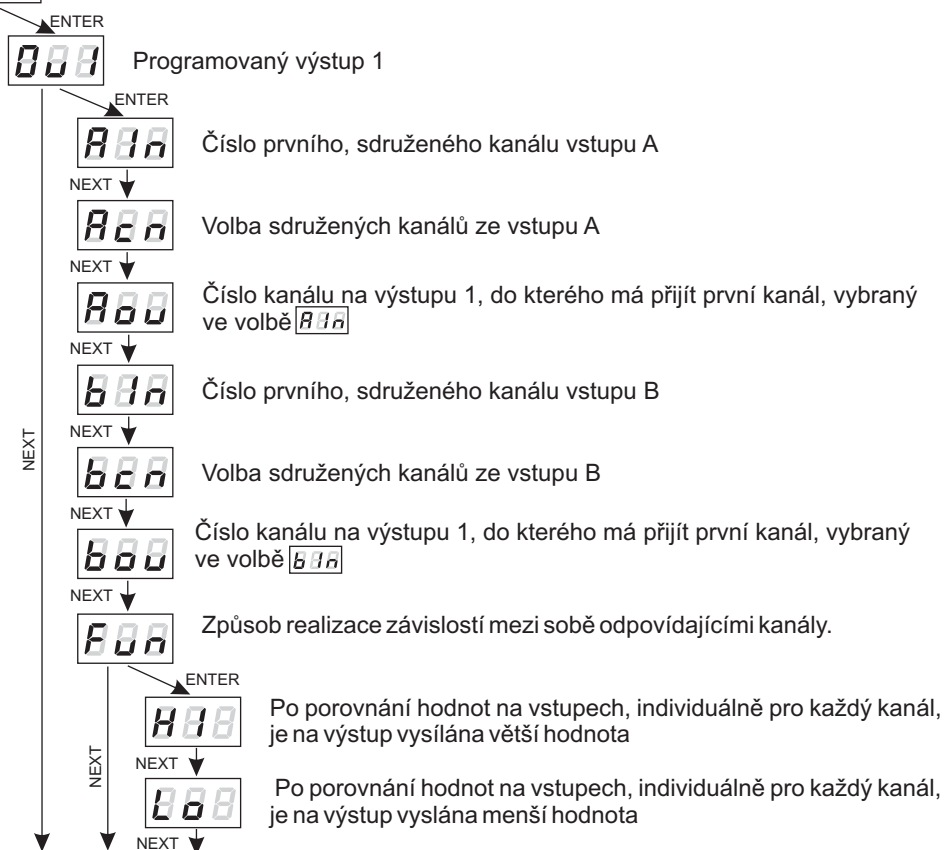 ENTER
Ou1 Programovaný výstup 1
ENTER
AIn Číslo prvního, sdruženého kanálu vstupu A
NEXT
Acn Volba sdružených kanálů ze vstupu A
NEXT
Aou Číslo kanálu na výstupu 1, do kterého má přijít první kanál, vybraný
ve volbě AIn
NEXT
bIn Číslo prvního, sdruženého kanálu vstupu B
NEXT
NEXT
bcn Volba sdružených kanálů ze vstupu B
NEXT
bou Číslo kanálu na výstupu 1, do kterého má přijít první kanál, vybraný
ve volbě bIn
NEXT
Fun Způsob realizace závislostí mezi sobě odpovídajícími kanály.
ENTER
HI Po porovnání hodnot na vstupech, individuálně pro každý kanál,
je na výstup vysílána větší hodnota
NEXT
NEXT
Lo Po porovnání hodnot na vstupech, individuálně pro každý kanál,
je na výstup vyslána menší hodnota
NEXT